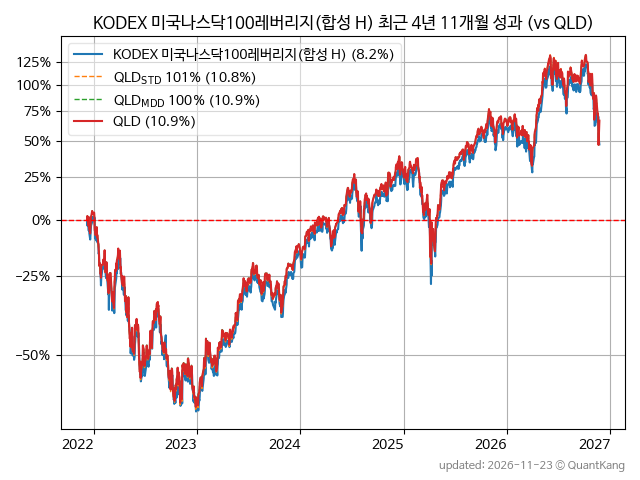 KODEX 미국나스닥100레버리지(합성 H) 최근 4년 11개월 성과 (vs QLD)
KODEX 미국나스닥100레버리지(합성 H) (8.2%)
QLD_STD 101% (10.8%)
QLD_MDD 100% (10.9%)
QLD (10.9%)
125%
100%
75%
50%
25%
0%
−25%
−50%
2022 2023 2024 2025 2026 2027
updated: 2026-11-23 © QuantKang